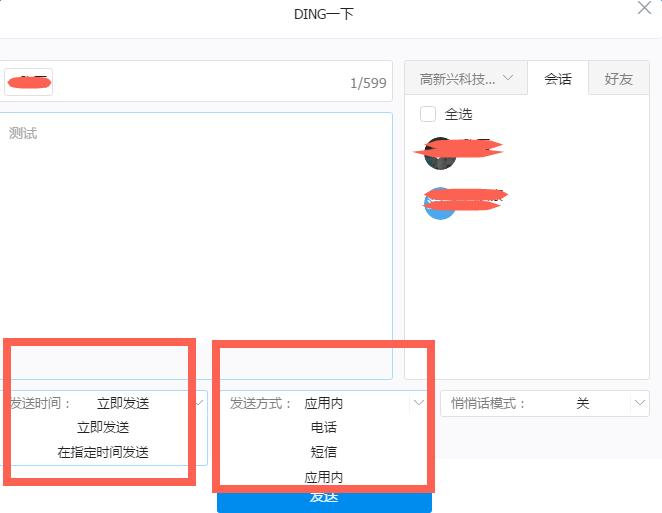 DING一下
1/599
高新兴科技...
会话
好友
测试
全选
发送时间： 立即发送
立即发送
在指定时间发送
发送方式： 应用内
电话
短信
应用内
悄悄话模式： 关
发送